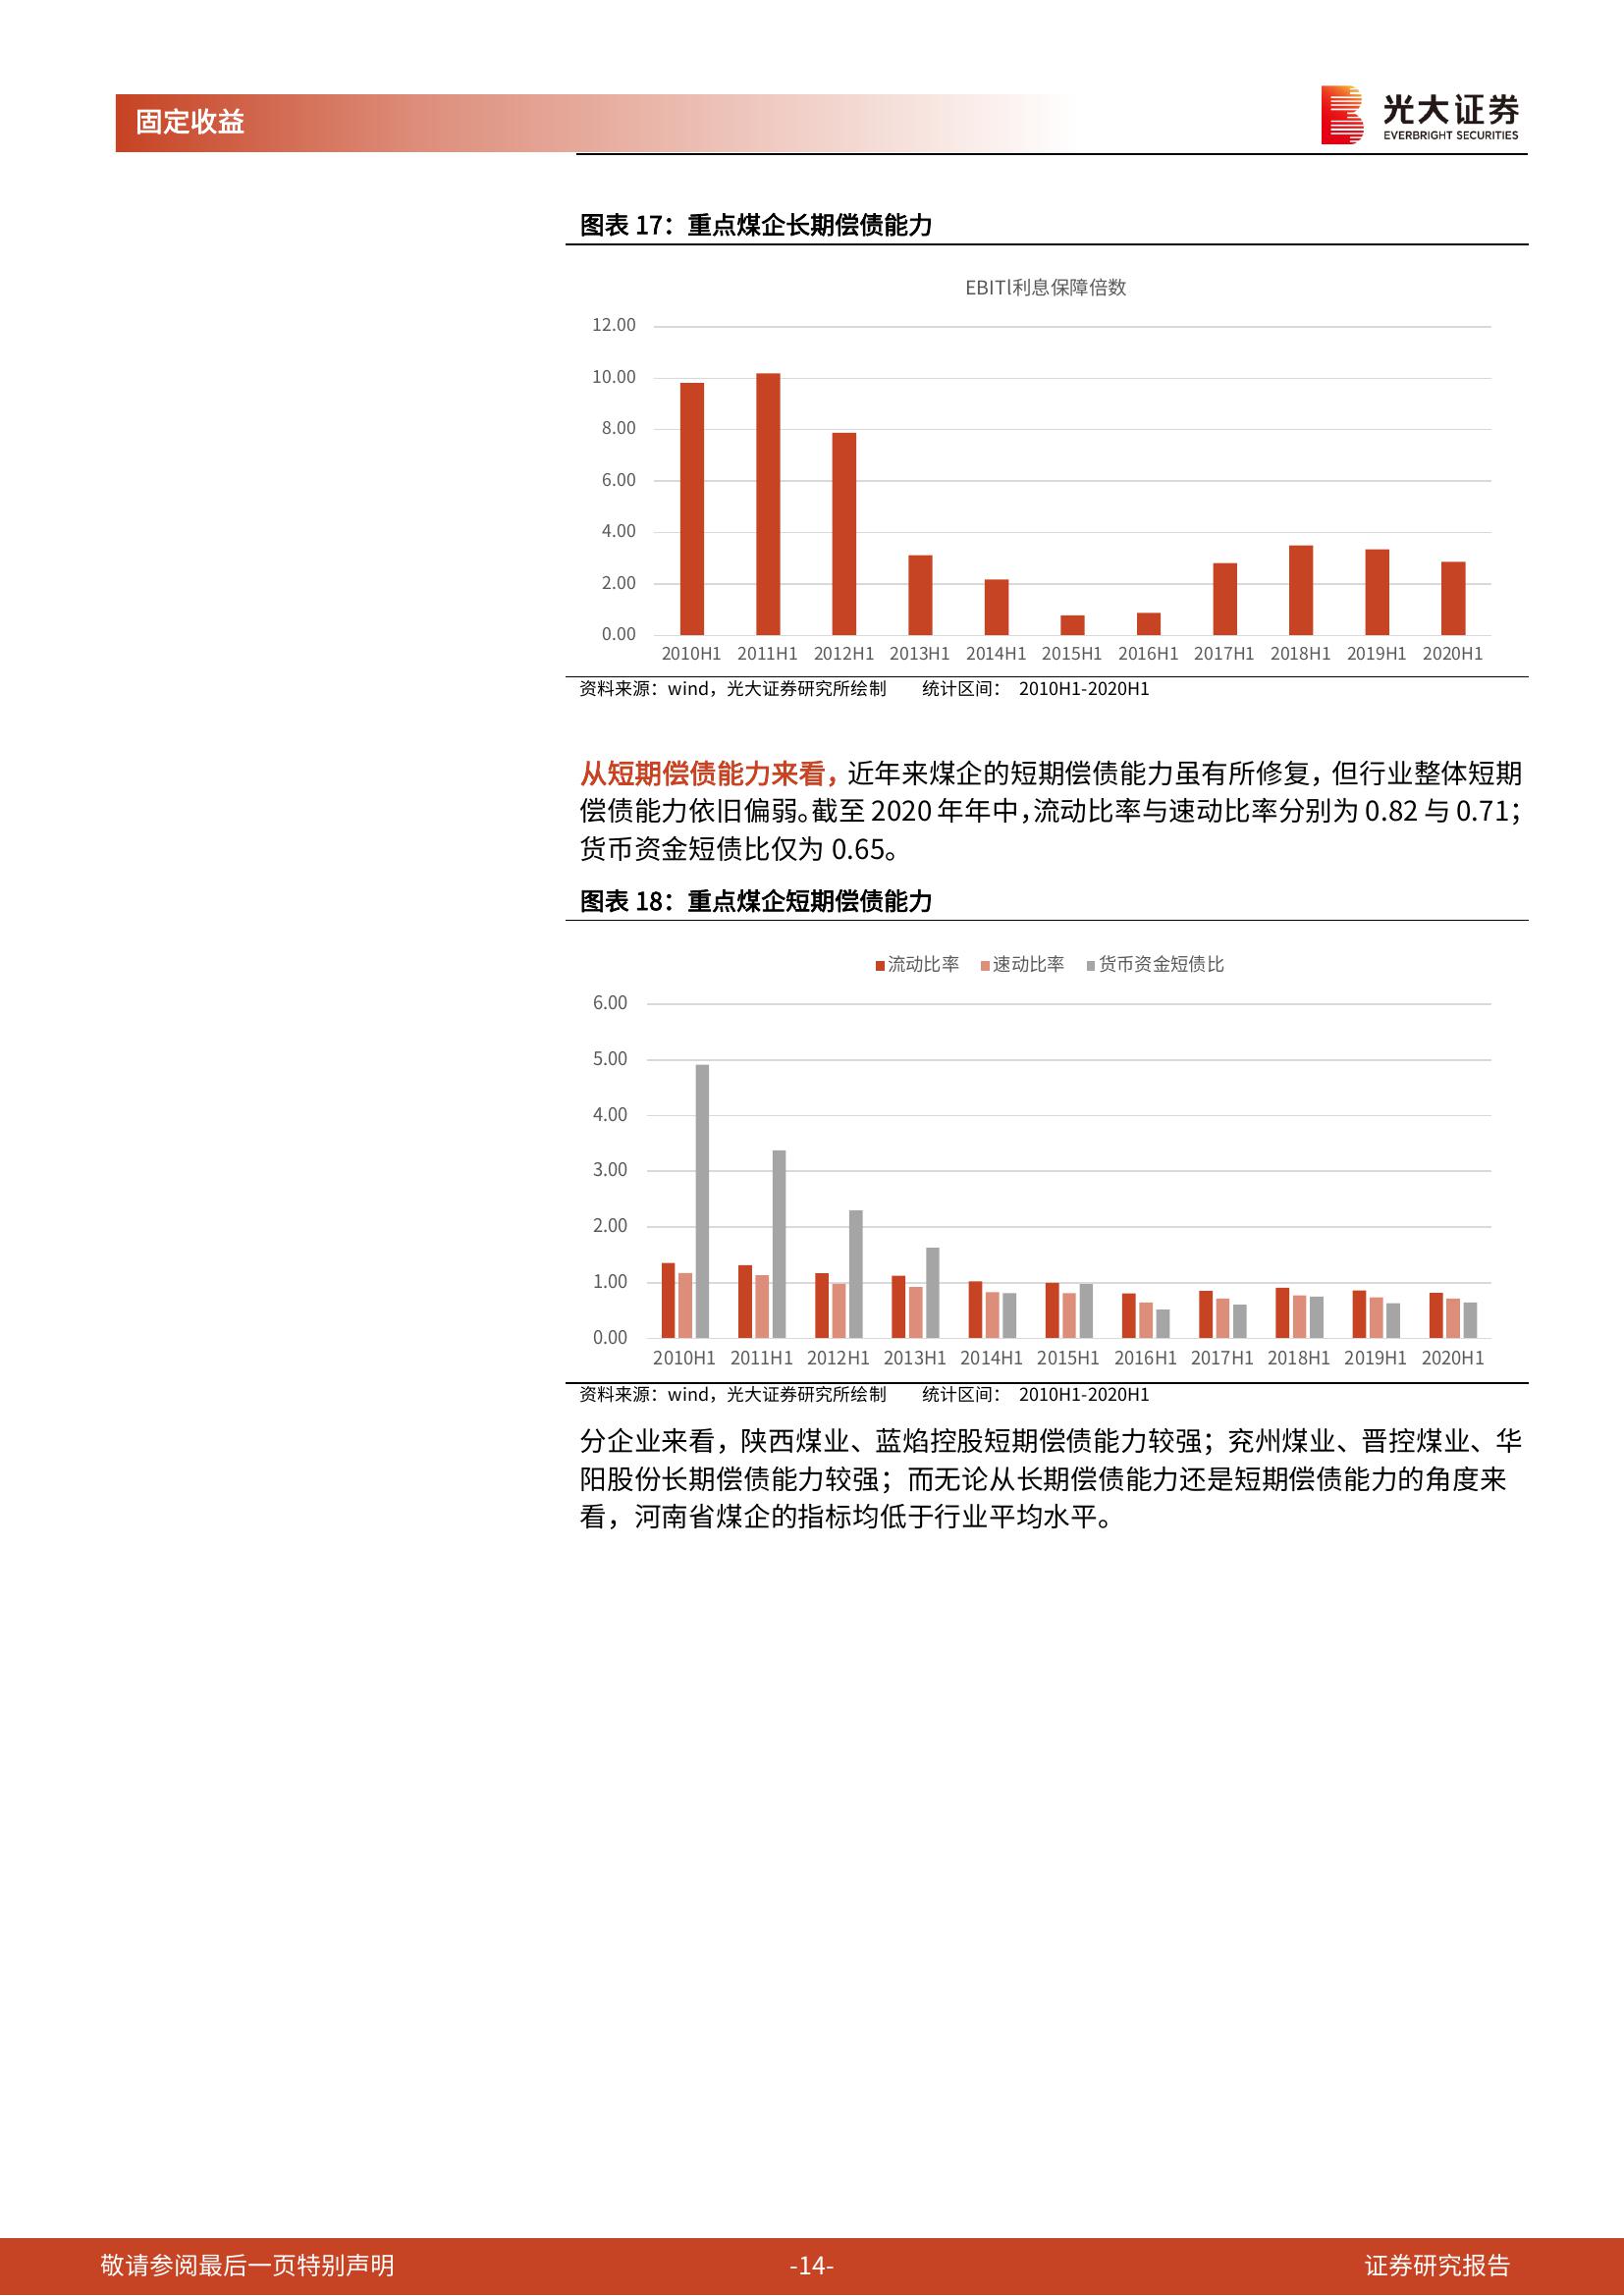 固定收益
光大证券
EVERBRIGHT SECURITIES
图表 17：重点煤企长期偿债能力
EBITl利息保障倍数
12.00
10.00
8.00
6.00
4.00
2.00
0.00
2010H1 2011H1 2012H1 2013H1 2014H1 2015H1 2016H1 2017H1 2018H1 2019H1 2020H1
资料来源：wind，光大证券研究所绘制 统计区间： 2010H1-2020H1
从短期偿债能力来看，近年来煤企的短期偿债能力虽有所修复，但行业整体短期
偿债能力依旧偏弱。截至 2020 年年中，流动比率与速动比率分别为 0.82 与 0.71；
货币资金短债比仅为 0.65。
图表 18：重点煤企短期偿债能力
流动比率 速动比率 货币资金短债比
6.00
5.00
4.00
3.00
2.00
1.00
0.00
2010H1 2011H1 2012H1 2013H1 2014H1 2015H1 2016H1 2017H1 2018H1 2019H1 2020H1
资料来源：wind，光大证券研究所绘制 统计区间： 2010H1-2020H1
分企业来看，陕西煤业、蓝焰控股短期偿债能力较强；兖州煤业、晋控煤业、华
阳股份长期偿债能力较强；而无论从长期偿债能力还是短期偿债能力的角度来
看，河南省煤企的指标均低于行业平均水平。
敬请参阅最后一页特别声明 -14- 证券研究报告